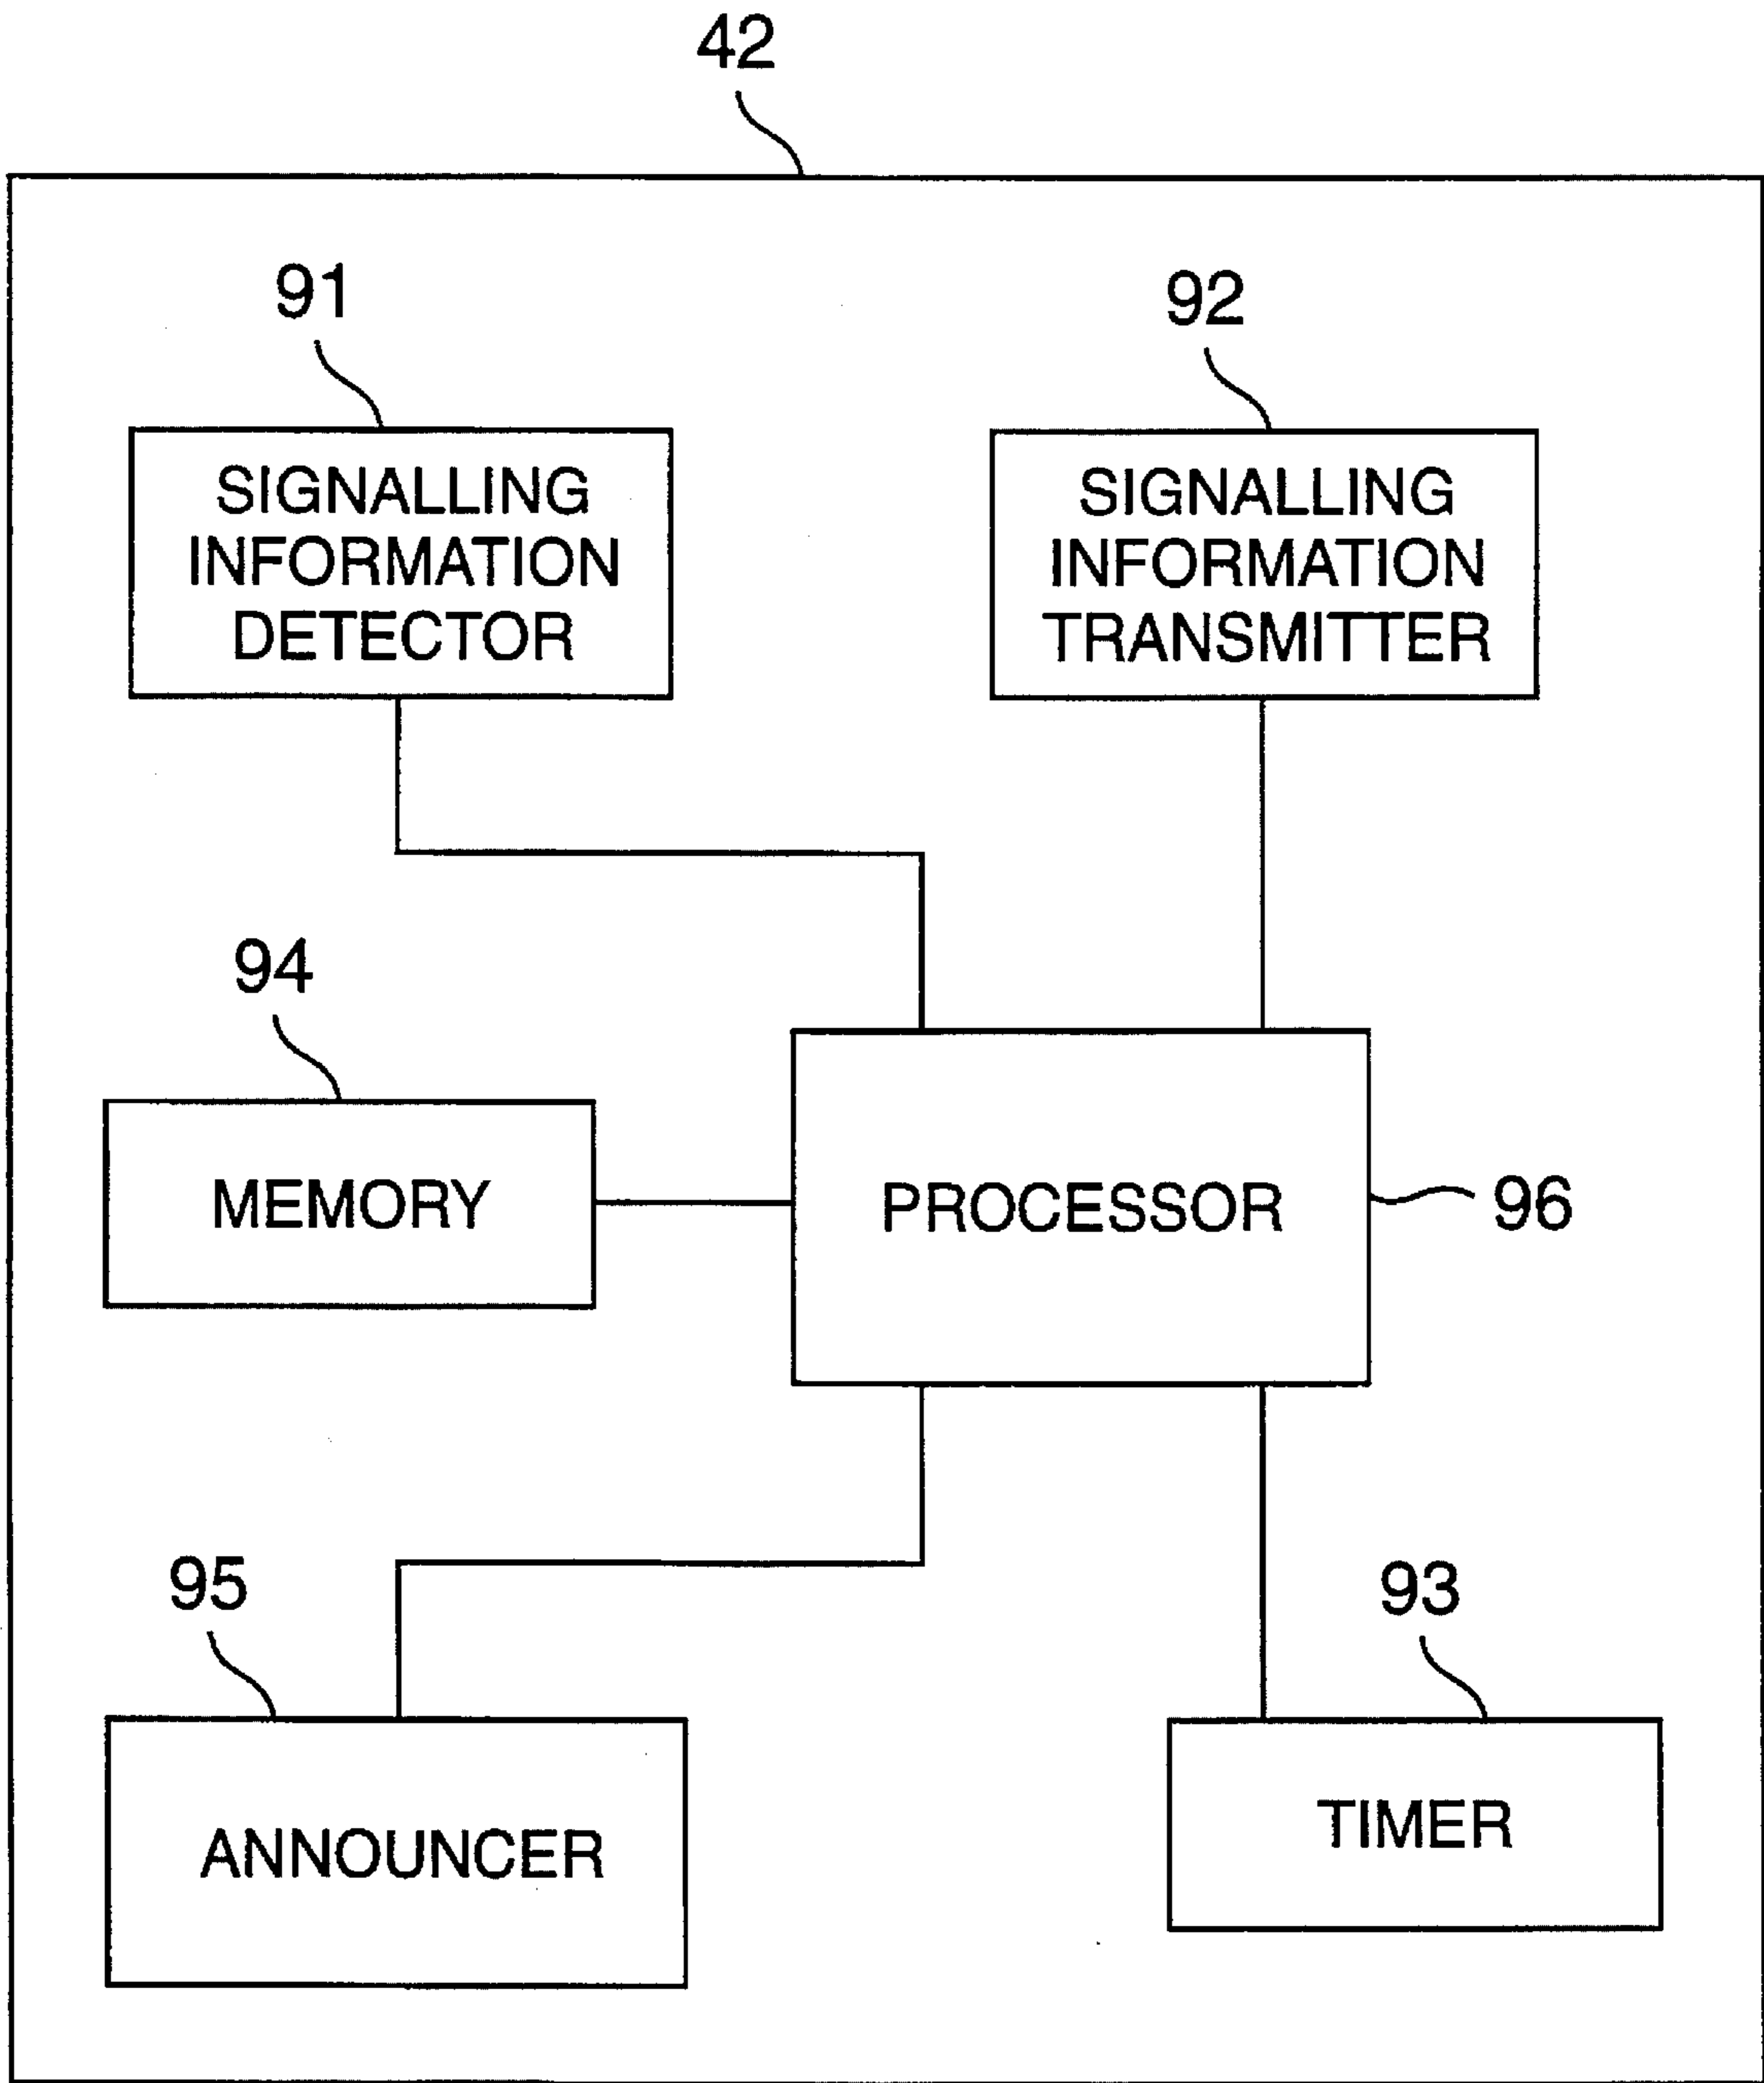 42
91
92
SIGNALLING
INFORMATION
DETECTOR
SIGNALLING
INFORMATION
TRANSMITTER
94
MEMORY
PROCESSOR
96
95
93
ANNOUNCER
TIMER